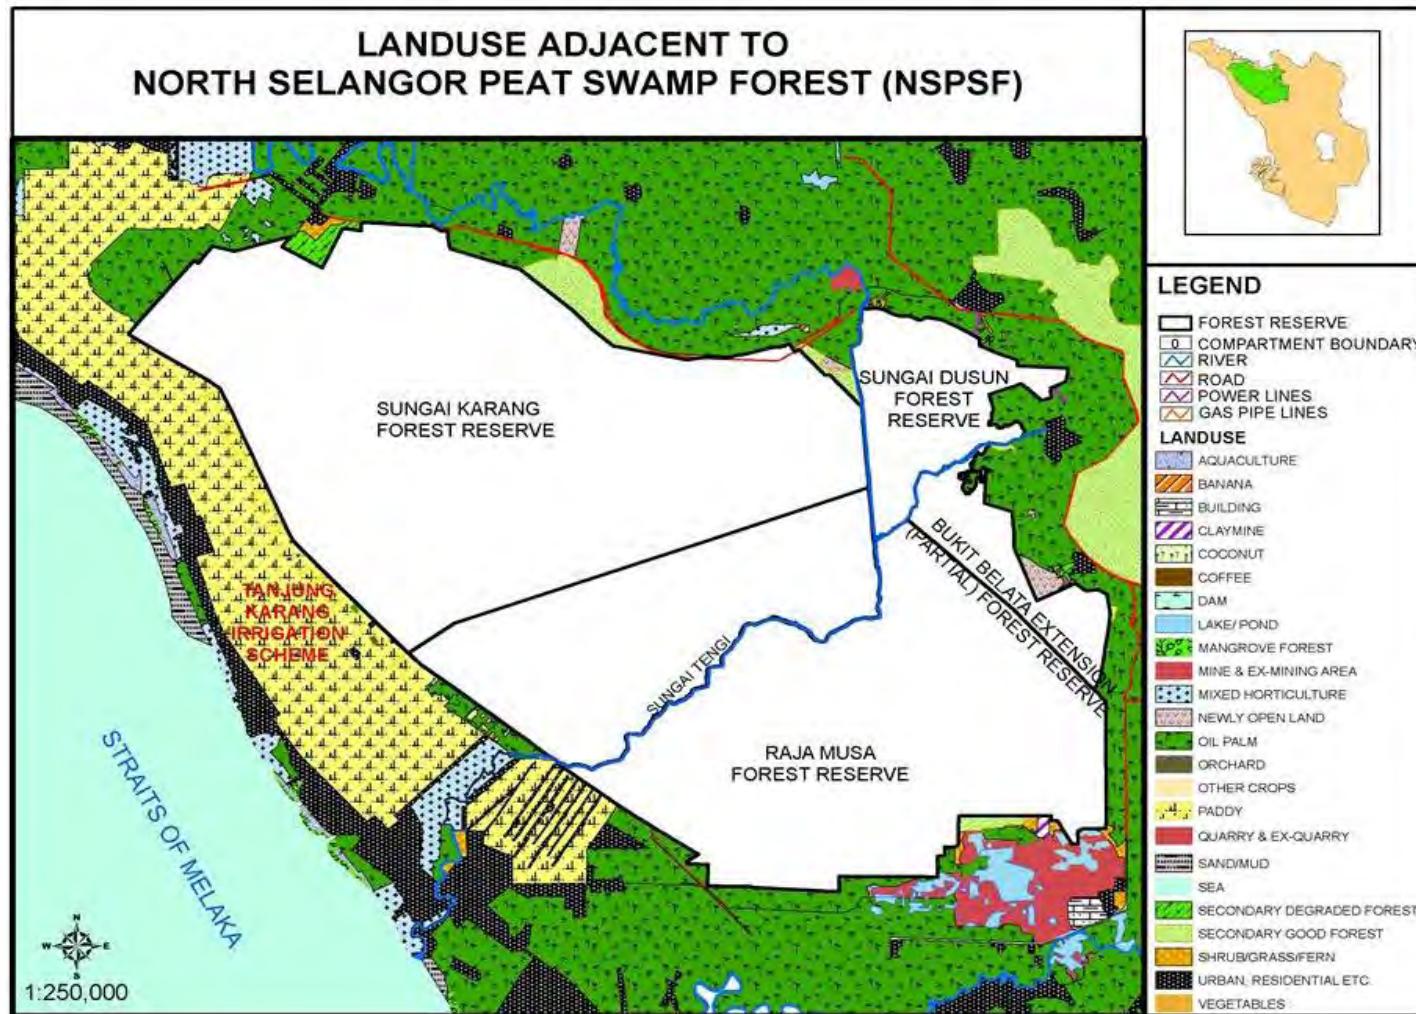 LANDUSE ADJACENT TO
NORTH SELANGOR PEAT SWAMP FOREST (NSPSF)
SUNGAI KARANG
FOREST RESERVE
SUNGAI DUSUN
FOREST
RESERVE
BUKIT BELATA EXTENSION
(PARTIAL) FOREST RESERVE
TANJUNG
KARANG
IRRIGATION
SCHEME
SUNGAI TENGI
RAJA MUSA
FOREST RESERVE
STRAITS OF MELAKA
N
W E
S
1:250,000
LEGEND
FOREST RESERVE
0 COMPARTMENT BOUNDARY
RIVER
ROAD
POWER LINES
GAS PIPE LINES
LANDUSE
AQUACULTURE
BANANA
BUILDING
CLAYMINE
COCONUT
COFFEE
DAM
LAKE/ POND
MANGROVE FOREST
MINE & EX-MINING AREA
MIXED HORTICULTURE
NEWLY OPEN LAND
OIL PALM
ORCHARD
OTHER CROPS
PADDY
QUARRY & EX-QUARRY
SAND/MUD
SEA
SECONDARY DEGRADED FOREST
SECONDARY GOOD FOREST
SHRUB/GRASS/FERN
URBAN, RESIDENTIAL ETC
VEGETABLES